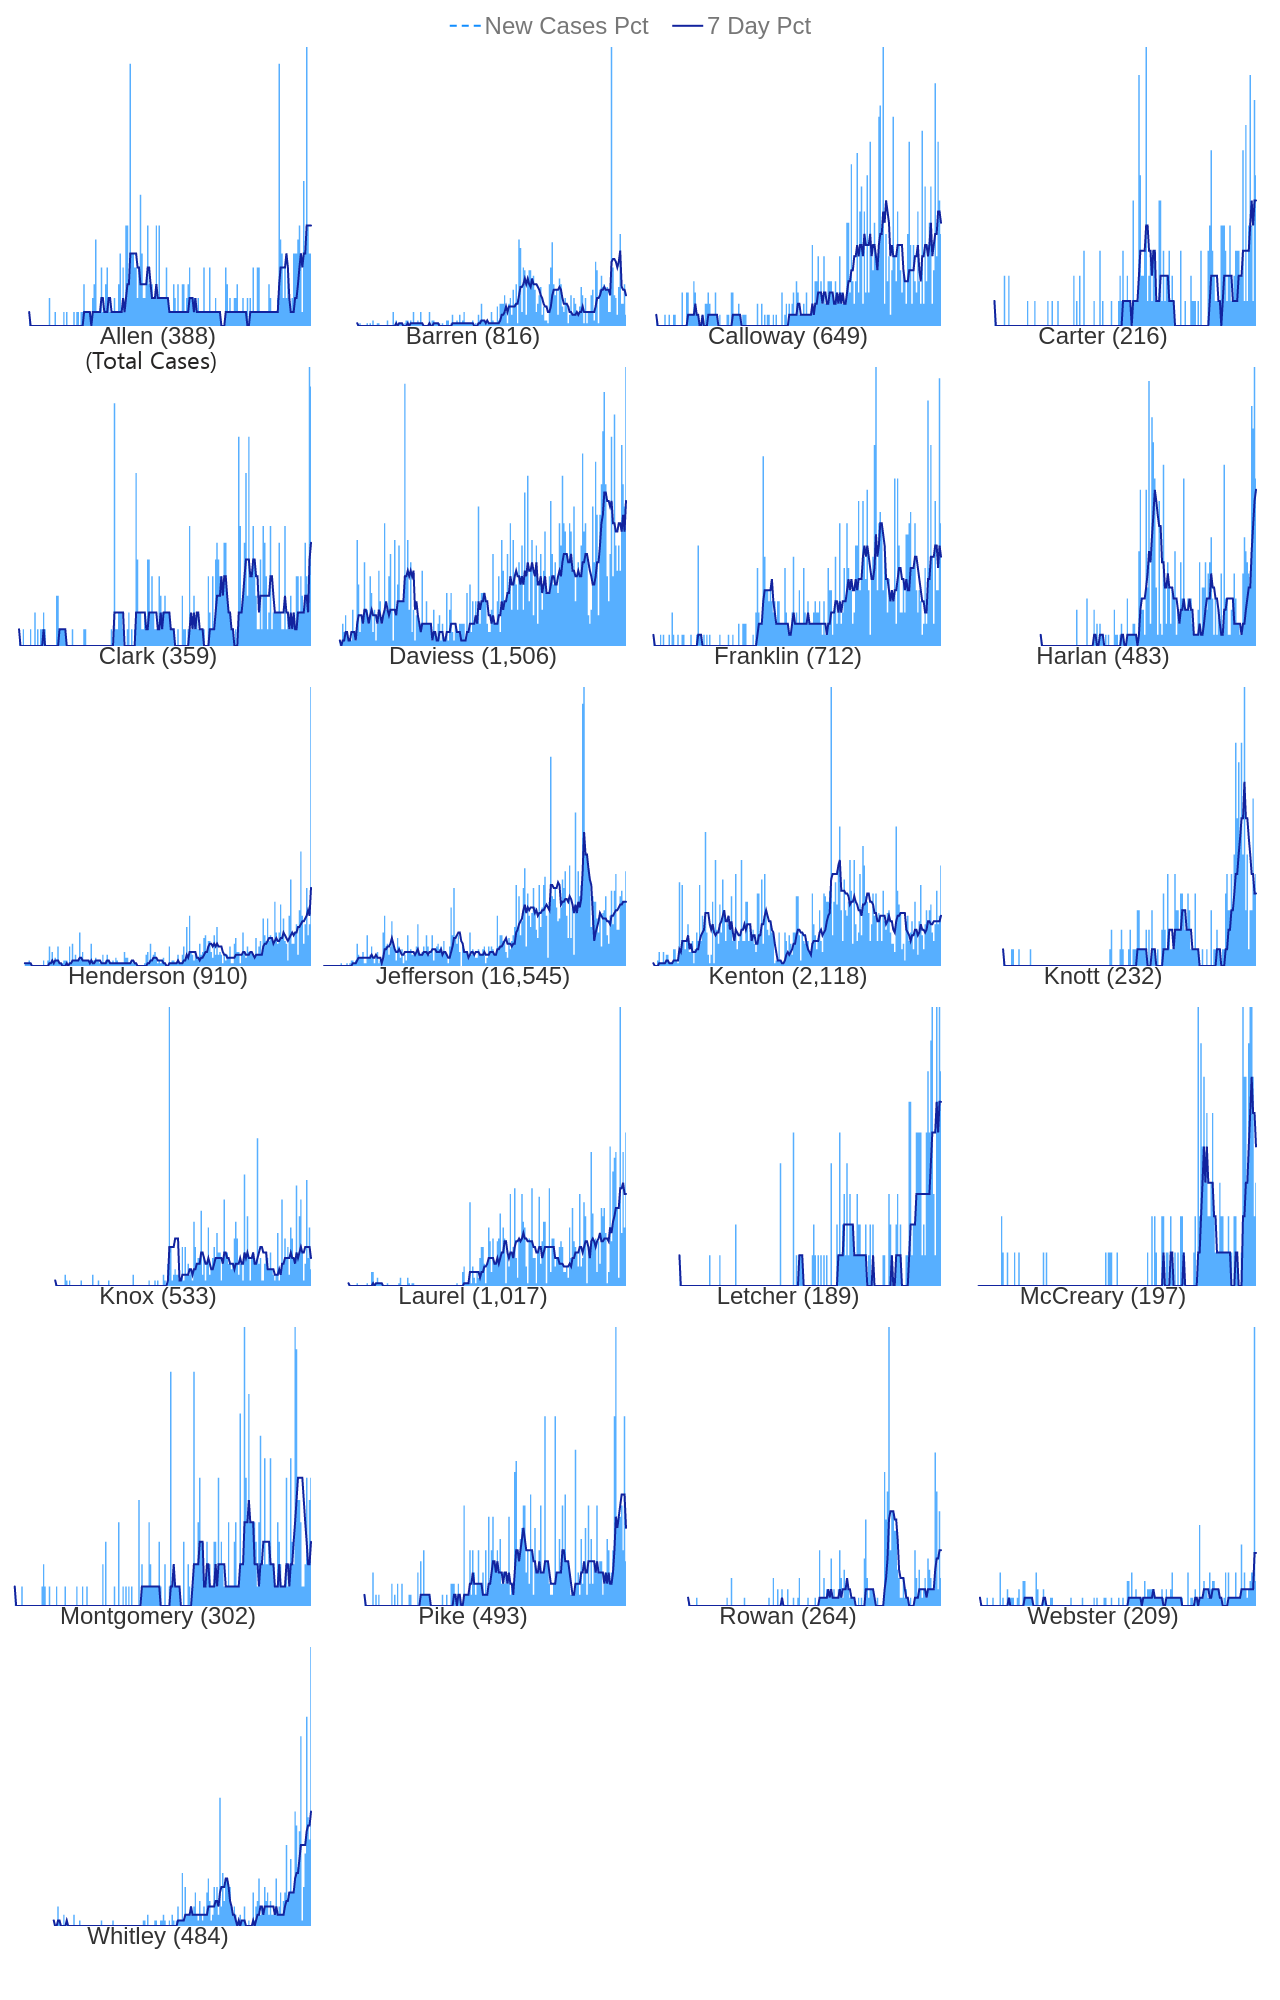 New Cases Pct 7 Day Pct
Allen (388) Barren (816) Calloway (649) Carter (216)
(Total Cases)
Clark (359) Daviess (1,506) Franklin (712) Harlan (483)
Henderson (910) Jefferson (16,545) Kenton (2,118) Knott (232)
Knox (533) Laurel (1,017) Letcher (189) McCreary (197)
Montgomery (302) Pike (493) Rowan (264) Webster (209)
Whitley (484)